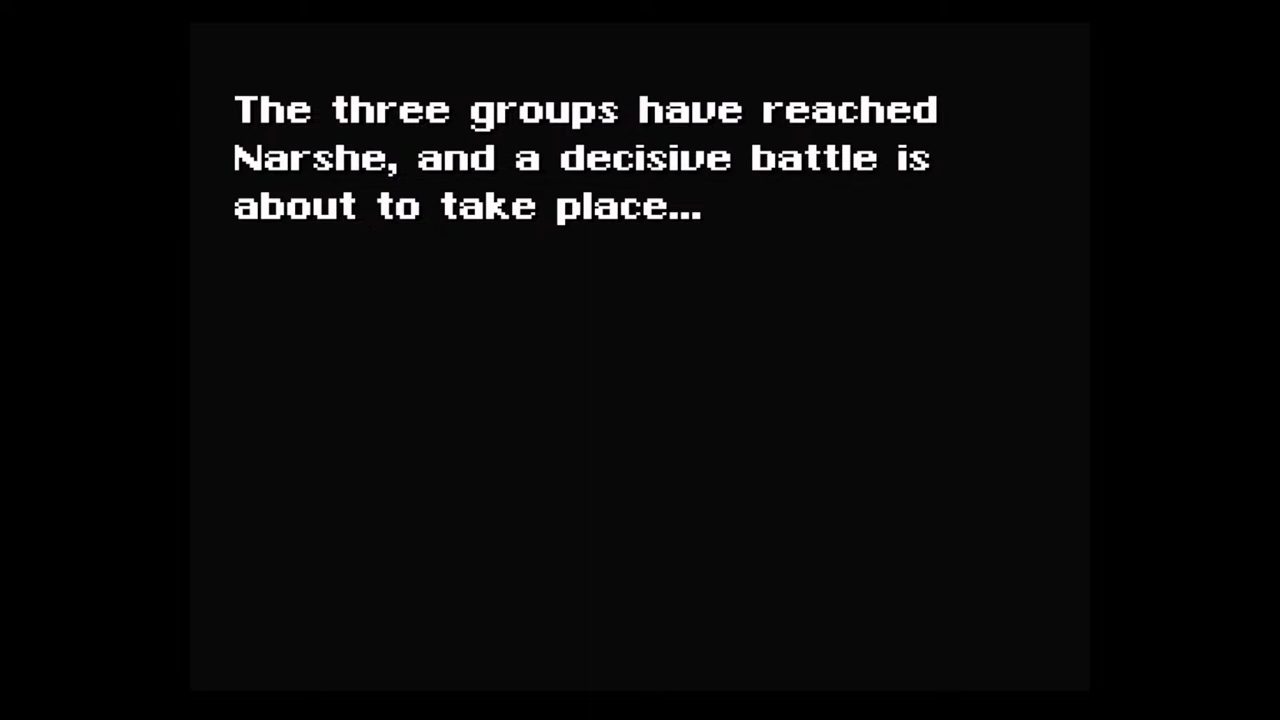 The three groups have reached
Narshe, and a decisive battle is
about to take place...